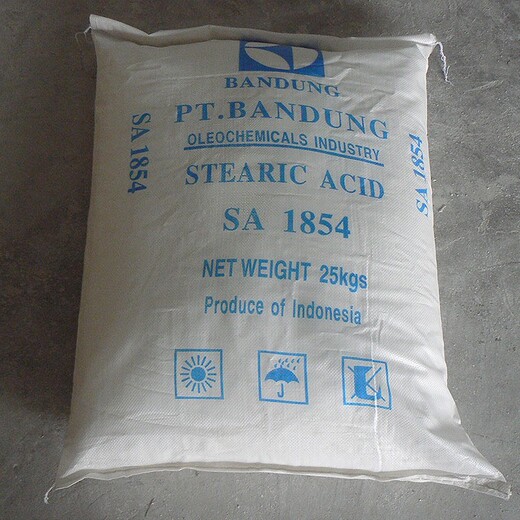 BANDUNG
PT.BANDUNG
OLEOCHEMICALS INDUSTRY
STEARIC ACID
SA 1854
NET WEIGHT 25kgs
Produce of Indonesia
SA 1854
SA 1854